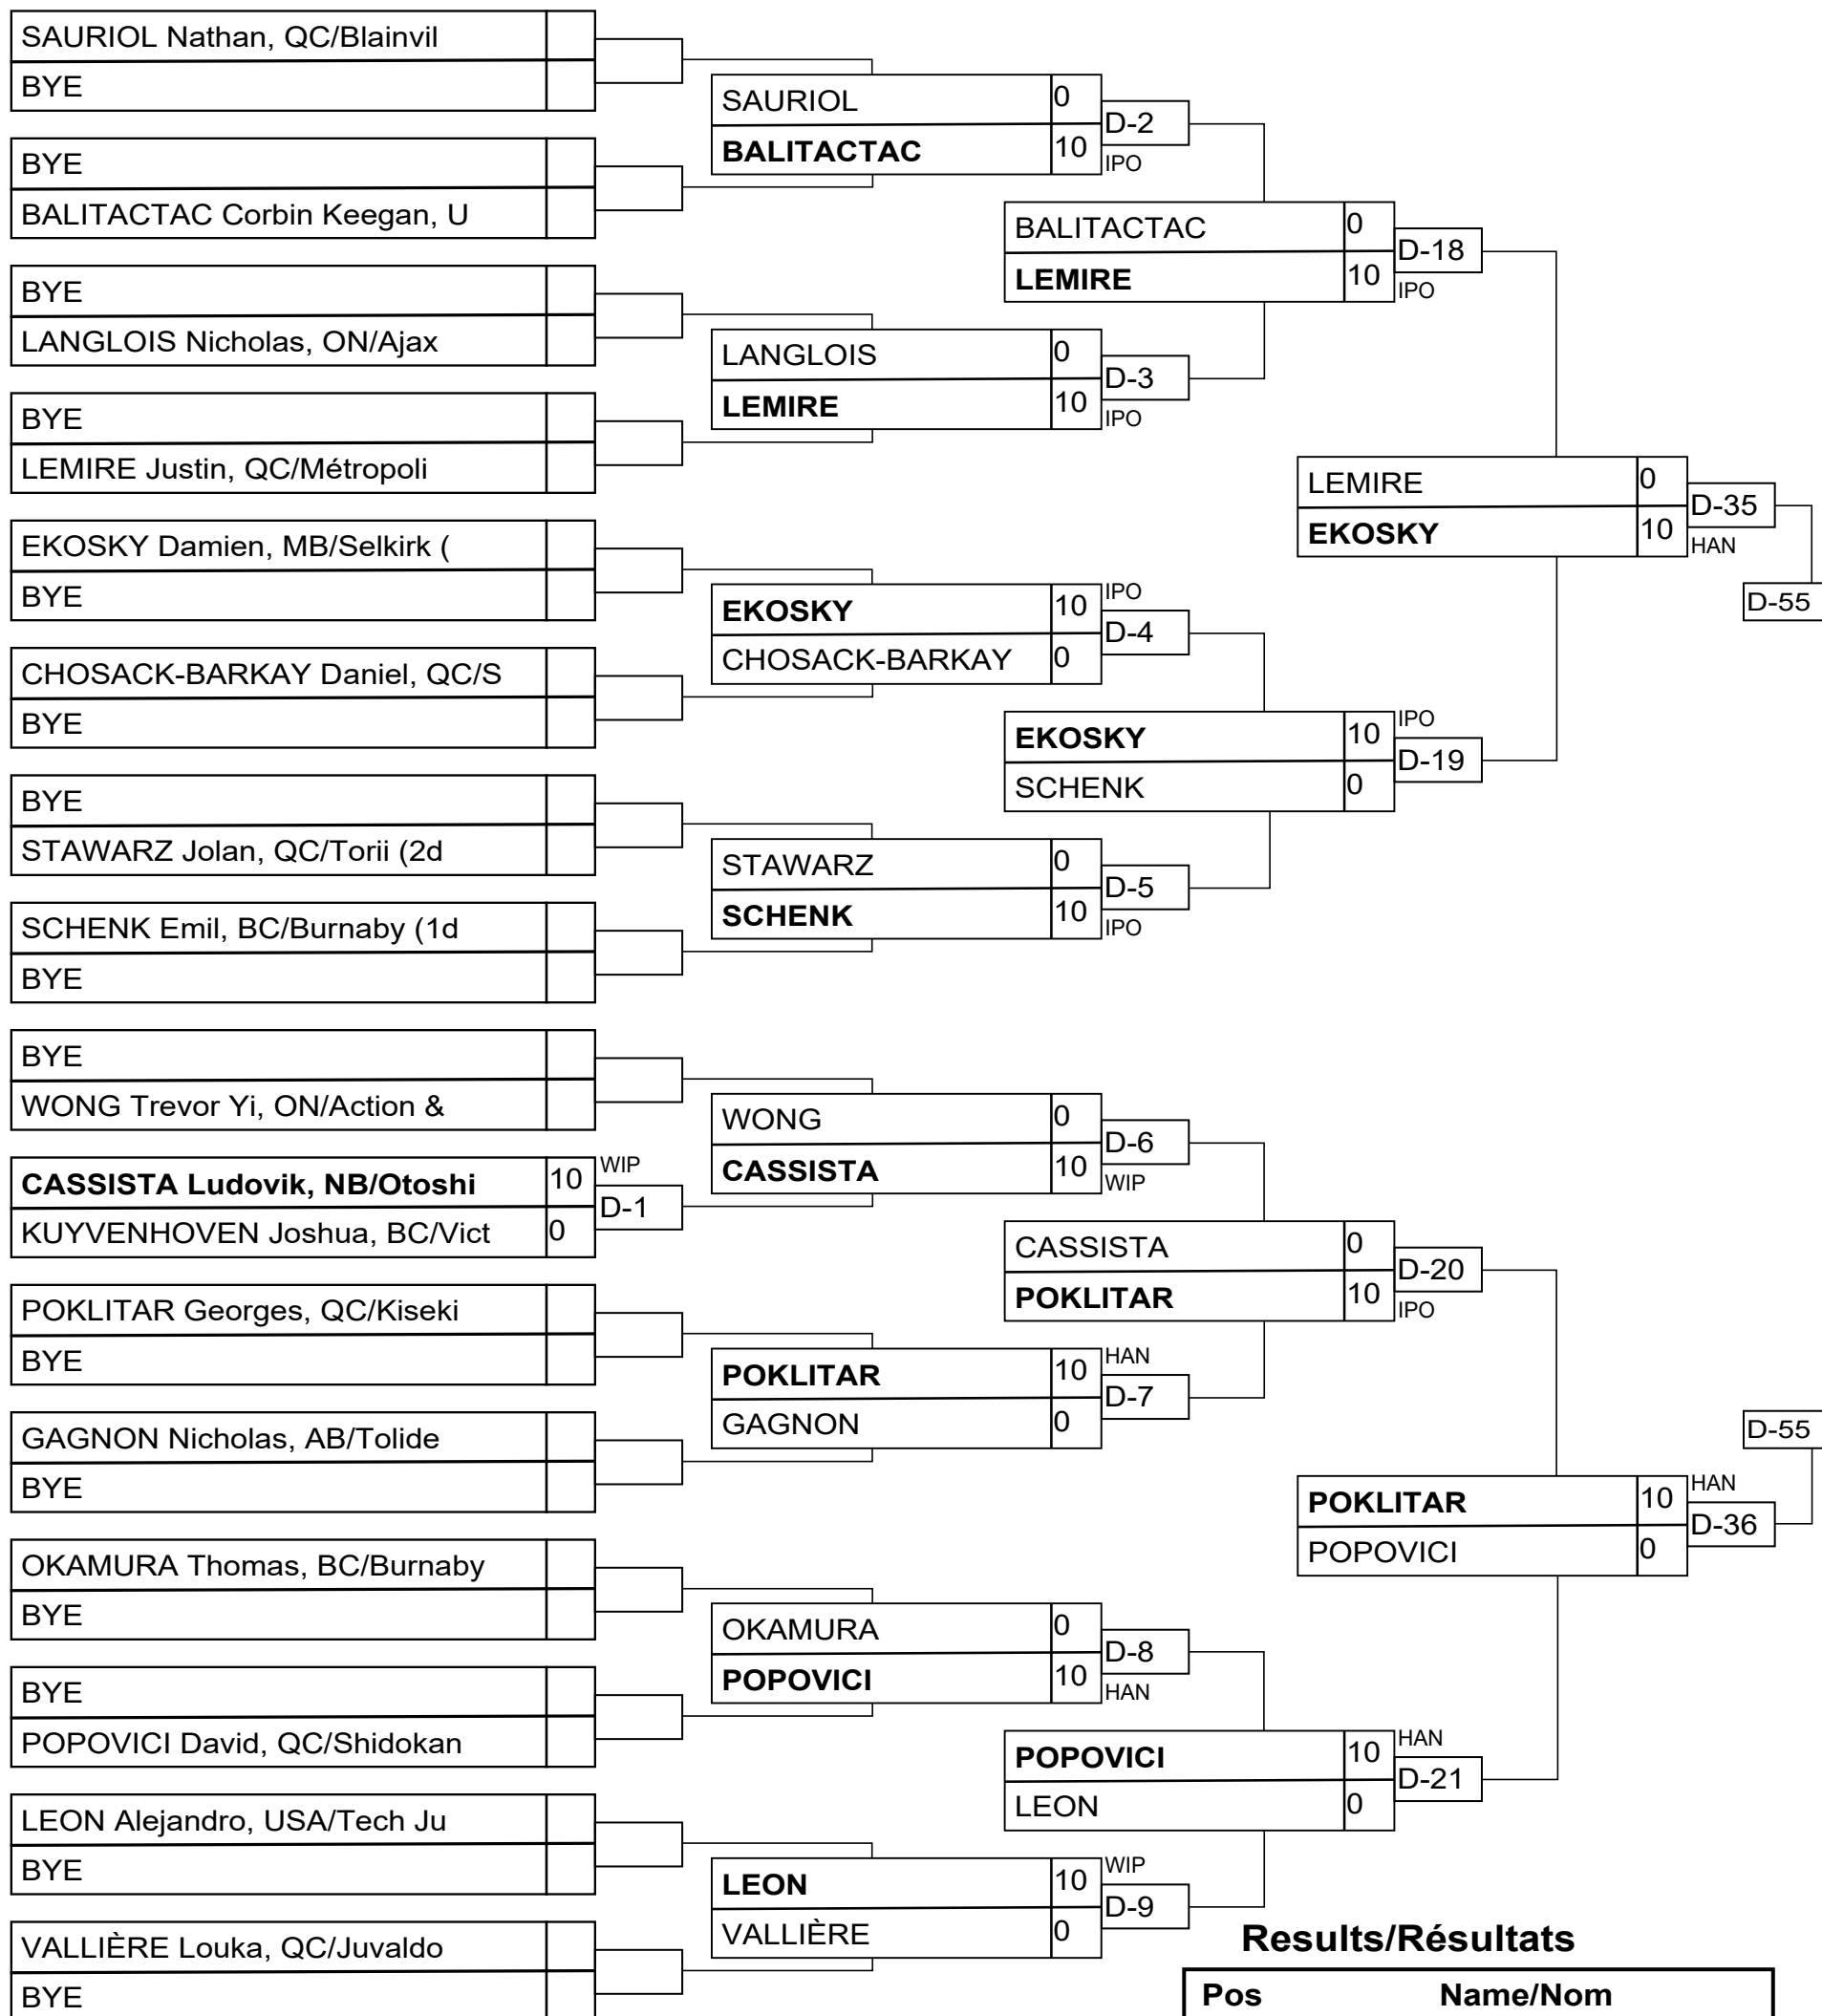 SAURIOL Nathan, QC/Blainvil
BYE
BYE
BALITACTAC Corbin Keegan, U
BYE
LANGLOIS Nicholas, ON/Ajax
BYE
LEMIRE Justin, QC/Métropoli
EKOSKY Damien, MB/Selkirk (
BYE
CHOSACK-BARKAY Daniel, QC/S
BYE
BYE
STAWARZ Jolan, QC/Torii (2d
SCHENK Emil, BC/Burnaby (1d
BYE
BYE
WONG Trevor Yi, ON/Action &
CASSISTA Ludovik, NB/Otoshi 10 WIP
D-1
KUYVENHOVEN Joshua, BC/Vict 0
POKLITAR Georges, QC/Kiseki
BYE
GAGNON Nicholas, AB/Tolide
BYE
OKAMURA Thomas, BC/Burnaby
BYE
BYE
POPOVICI David, QC/Shidokan
LEON Alejandro, USA/Tech Ju
BYE
VALLIÈRE Louka, QC/Juvaldo
BYE
SAURIOL 0
D-2
BALITACTAC 10 IPO
LANGLOIS 0
D-3
LEMIRE 10 IPO
EKOSKY 10 IPO
D-4
CHOSACK-BARKAY 0
STAWARZ 0
D-5
SCHENK 10 IPO
WONG 0
D-6
CASSISTA 10 WIP
POKLITAR 10 HAN
D-7
GAGNON 0
OKAMURA 0
D-8
POPOVICI 10 HAN
LEON 10 WIP
D-9
VALLIÈRE 0
BALITACTAC 0
D-18
LEMIRE 10 IPO
EKOSKY 10 IPO
D-19
SCHENK 0
CASSISTA 0
D-20
POKLITAR 10 IPO
POPOVICI 10 HAN
D-21
LEON 0
LEMIRE 0
D-35
EKOSKY 10 HAN
D-55
D-55
POKLITAR 10 HAN
D-36
POPOVICI 0
Results/Résultats
Pos Name/Nom